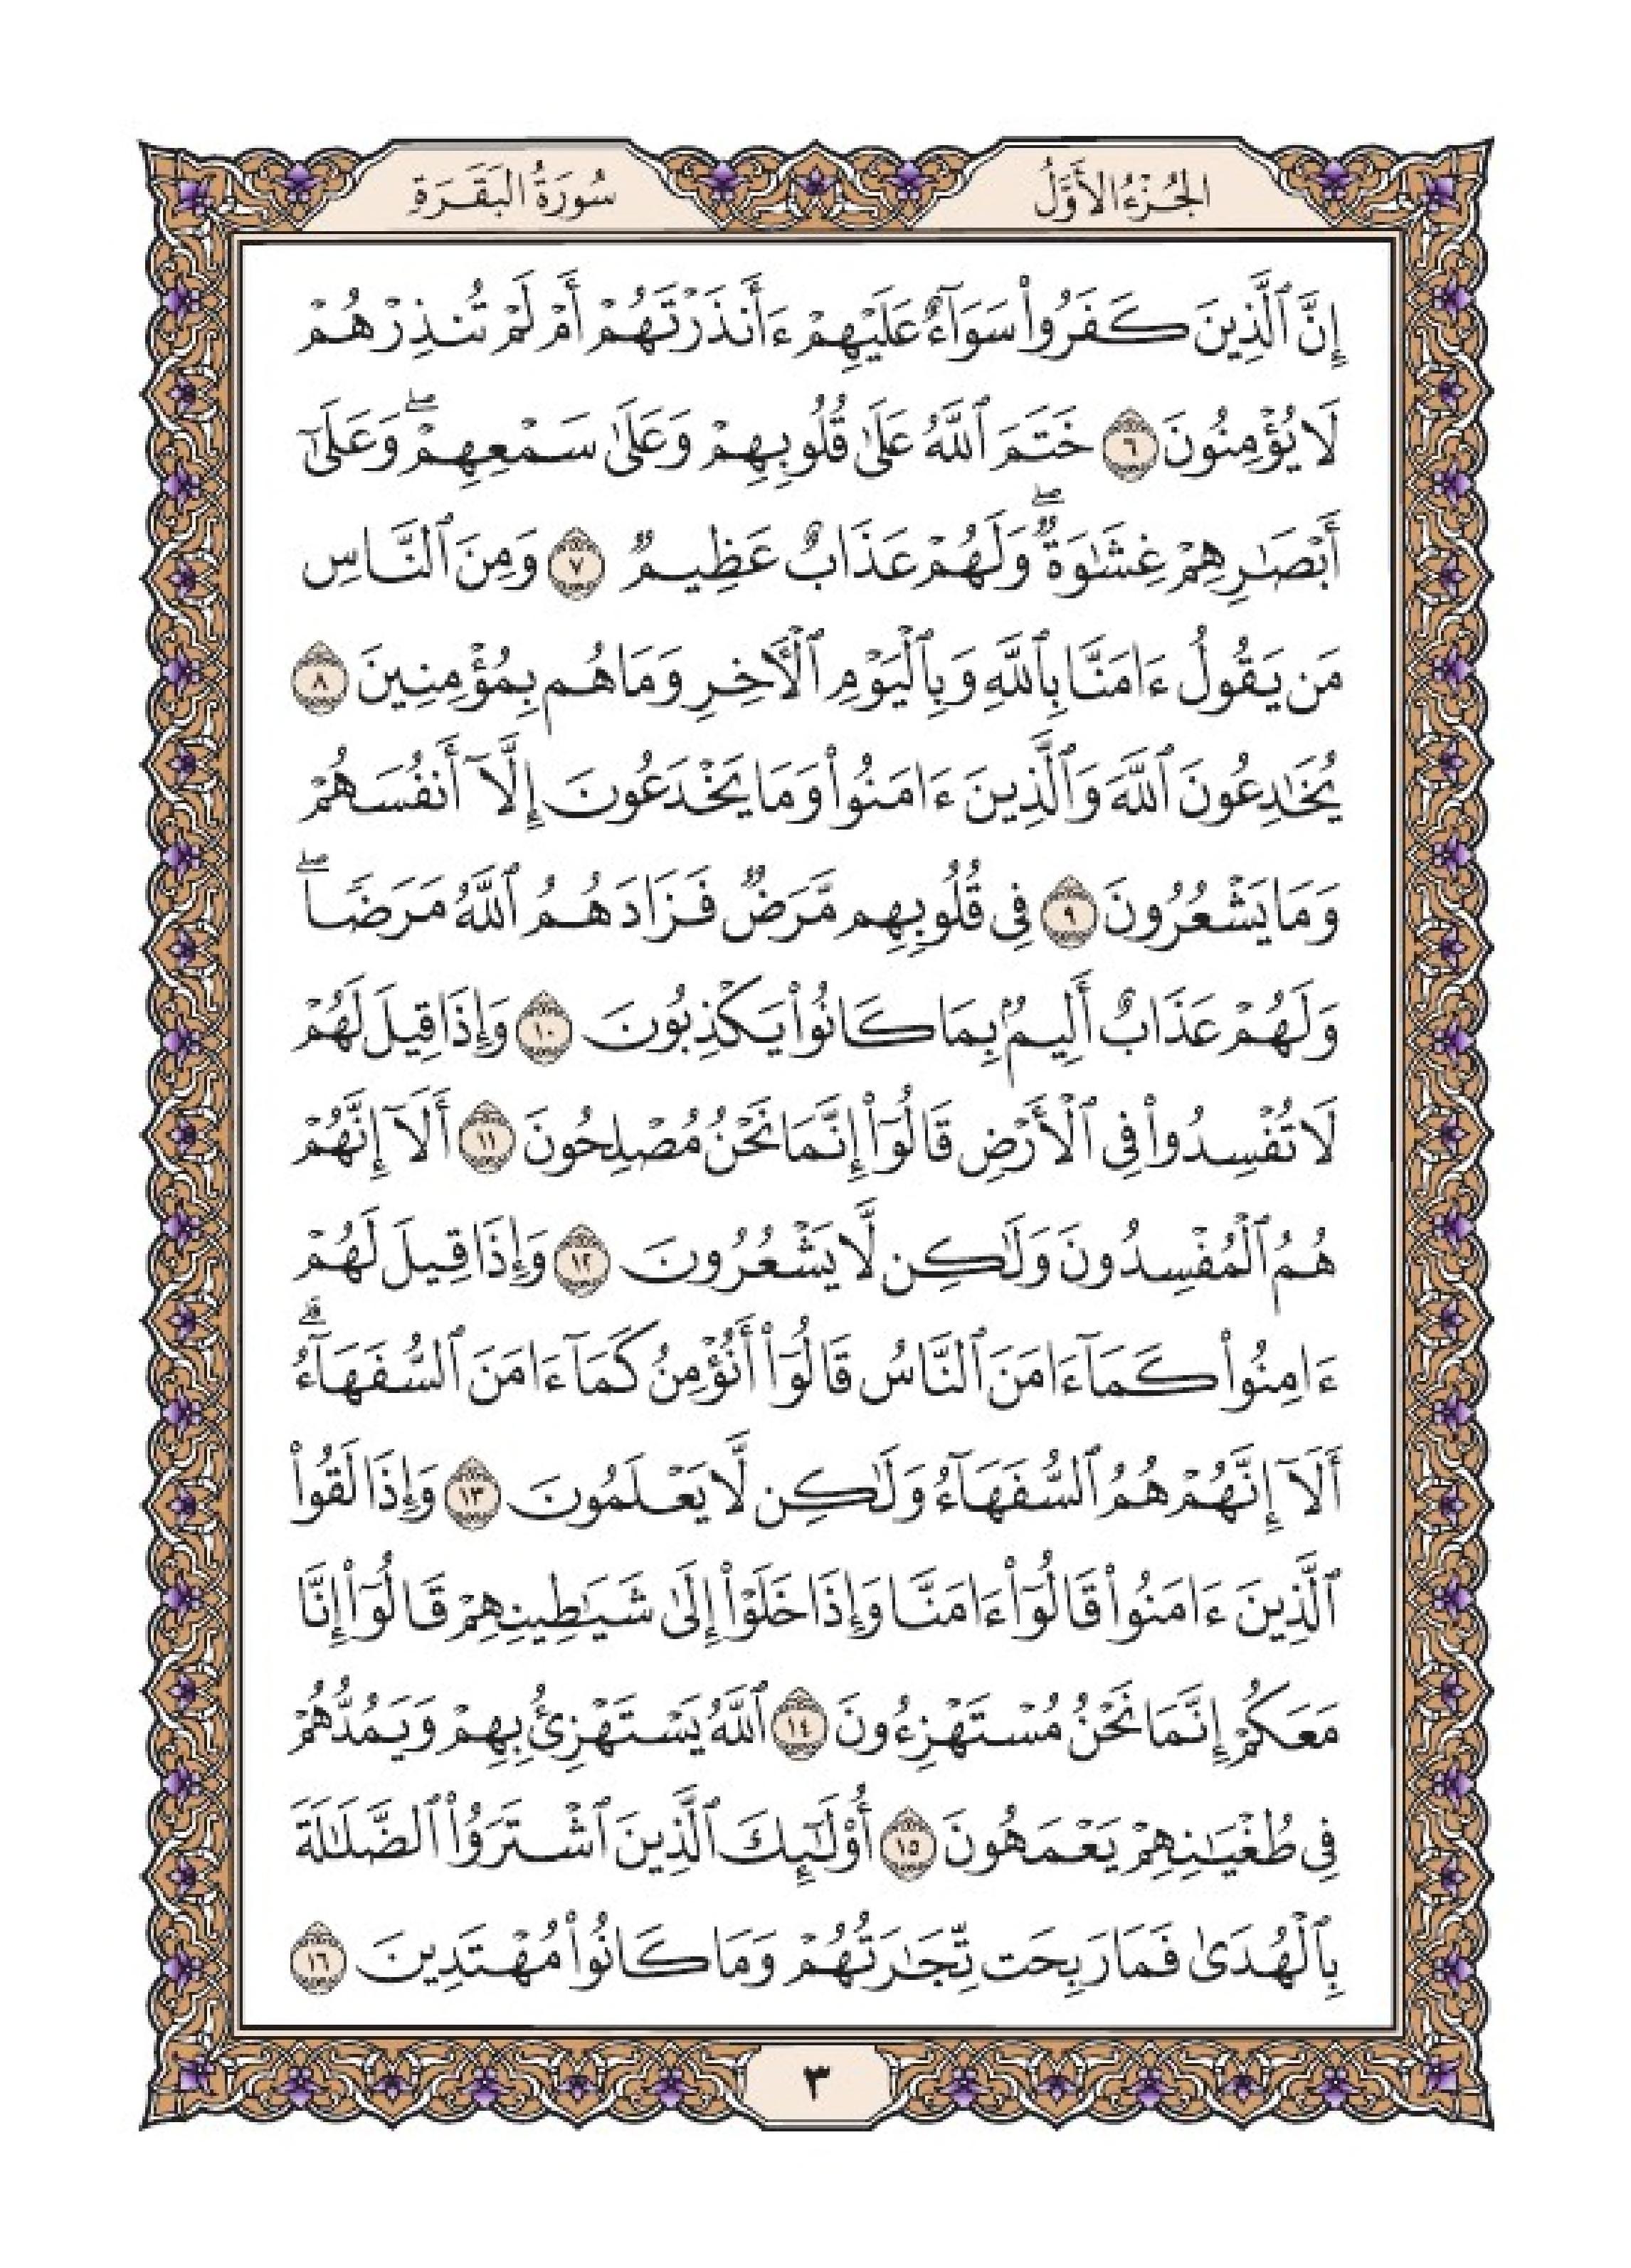 الجُزْءُ الأَوَّلُ
سُورَةُ البَقَرَةِ
إِنَّ ٱلَّذِينَ كَفَرُوا۟ سَوَآءٌ عَلَيْهِمْ ءَأَنذَرْتَهُمْ أَمْ لَمْ تُنذِرْهُمْ
لَا يُؤْمِنُونَ ٦ خَتَمَ ٱللَّهُ عَلَىٰ قُلُوبِهِمْ وَعَلَىٰ سَمْعِهِمْ ۖ وَعَلَىٰٓ
أَبْصَـٰرِهِمْ غِشَـٰوَةٌ ۖ وَلَهُمْ عَذَابٌ عَظِيمٌ ٧ وَمِنَ ٱلنَّاسِ
مَن يَقُولُ ءَامَنَّا بِٱللَّهِ وَبِٱلْيَوْمِ ٱلْـَٔاخِرِ وَمَا هُم بِمُؤْمِنِينَ ٨
يُخَـٰدِعُونَ ٱللَّهَ وَٱلَّذِينَ ءَامَنُوا۟ وَمَا يَخْدَعُونَ إِلَّآ أَنفُسَهُمْ
وَمَا يَشْعُرُونَ ٩ فِى قُلُوبِهِم مَّرَضٌ فَزَادَهُمُ ٱللَّهُ مَرَضًا ۖ
وَلَهُمْ عَذَابٌ أَلِيمٌۢ بِمَا كَانُوا۟ يَكْذِبُونَ ١٠ وَإِذَا قِيلَ لَهُمْ
لَا تُفْسِدُوا۟ فِى ٱلْأَرْضِ قَالُوٓا۟ إِنَّمَا نَحْنُ مُصْلِحُونَ ١١ أَلَآ إِنَّهُمْ
هُمُ ٱلْمُفْسِدُونَ وَلَـٰكِن لَّا يَشْعُرُونَ ١٢ وَإِذَا قِيلَ لَهُمْ
ءَامِنُوا۟ كَمَآ ءَامَنَ ٱلنَّاسُ قَالُوٓا۟ أَنُؤْمِنُ كَمَآ ءَامَنَ ٱلسُّفَهَآءُ ۗ
أَلَآ إِنَّهُمْ هُمُ ٱلسُّفَهَآءُ وَلَـٰكِن لَّا يَعْلَمُونَ ١٣ وَإِذَا لَقُوا۟
ٱلَّذِينَ ءَامَنُوا۟ قَالُوٓا۟ ءَامَنَّا وَإِذَا خَلَوْا۟ إِلَىٰ شَيَـٰطِينِهِمْ قَالُوٓا۟ إِنَّا
مَعَكُمْ إِنَّمَا نَحْنُ مُسْتَهْزِءُونَ ١٤ ٱللَّهُ يَسْتَهْزِئُ بِهِمْ وَيَمُدُّهُمْ
فِى طُغْيَـٰنِهِمْ يَعْمَهُونَ ١٥ أُو۟لَـٰٓئِكَ ٱلَّذِينَ ٱشْتَرَوُا۟ ٱلضَّلَـٰلَةَ
بِٱلْهُدَىٰ فَمَا رَبِحَت تِّجَـٰرَتُهُمْ وَمَا كَانُوا۟ مُهْتَدِينَ ١٦
٣